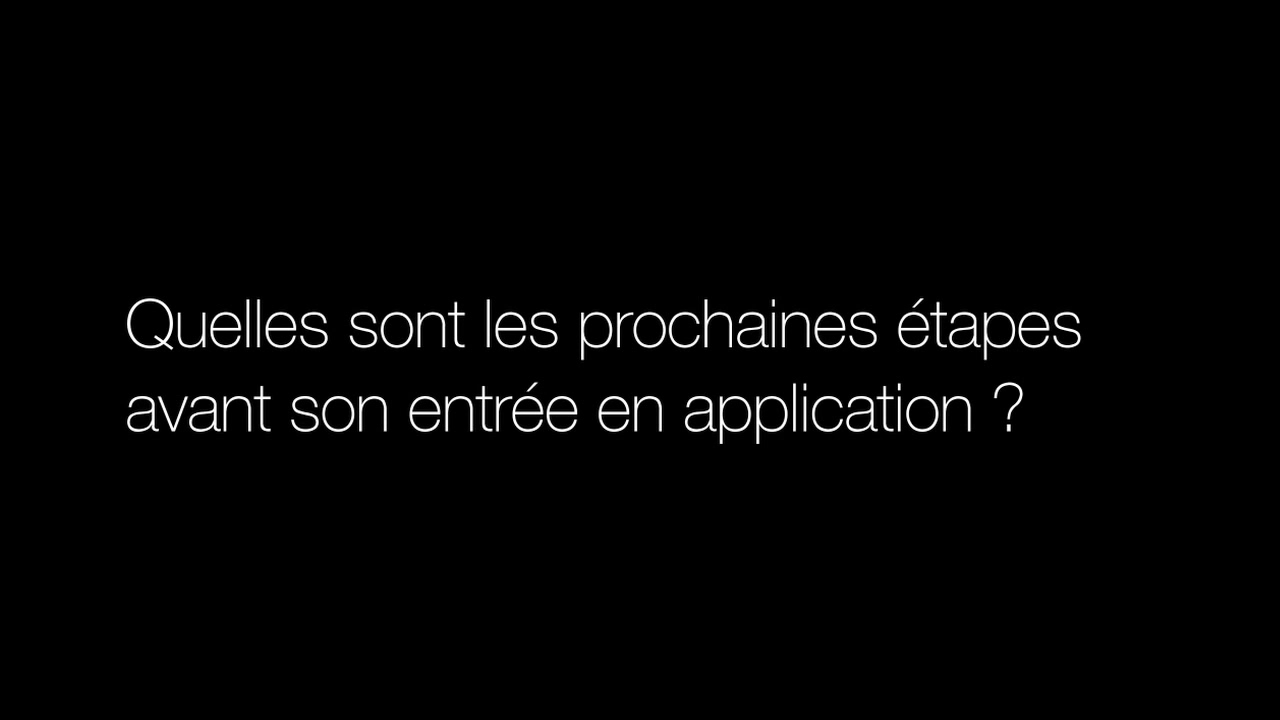 Quelles sont les prochaines étapes
avant son entrée en application ?